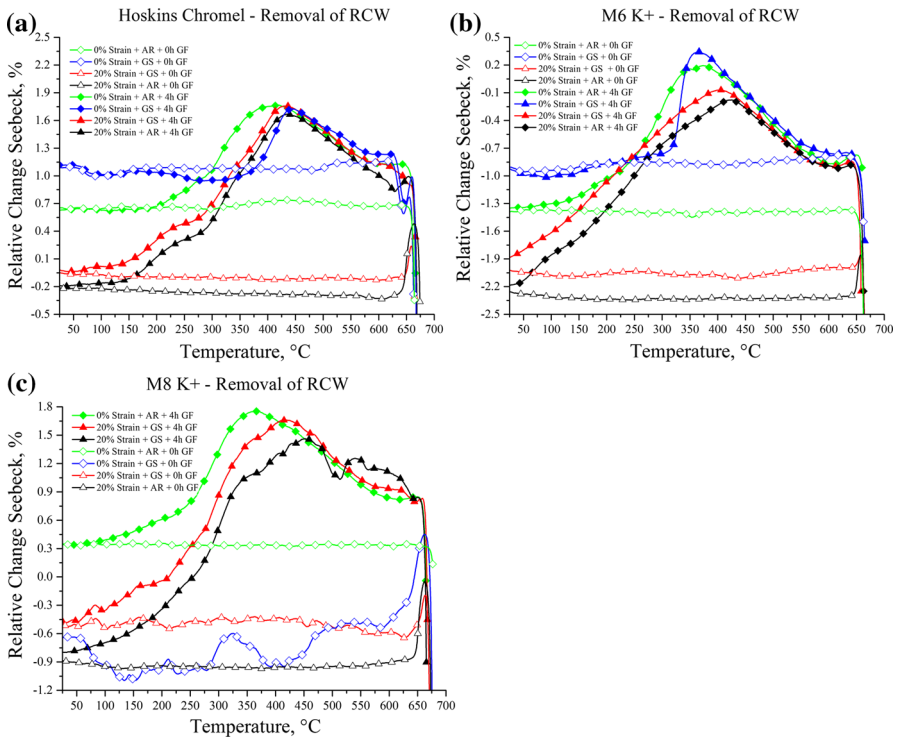 (a)
Hoskins Chromel - Removal of RCW
2.5
2.2
1.9
1.6
1.3
1.0
0.7
0.4
0.1
-0.2
-0.5
Relative Change Seebeck, %
0% Strain + AR + 0h GF
0% Strain + GS + 0h GF
20% Strain + GS + 0h GF
20% Strain + AR + 0h GF
0% Strain + AR + 4h GF
0% Strain + GS + 4h GF
20% Strain + GS + 4h GF
20% Strain + AR + 4h GF
50 100 150 200 250 300 350 400 450 500 550 600 650 700
Temperature, °C
(b)
M6 K+ - Removal of RCW
0.5
0.2
-0.1
-0.4
-0.7
-1.0
-1.3
-1.6
-1.9
-2.2
-2.5
Relative Change Seebeck, %
0% Strain + AR + 0h GF
0% Strain + GS + 0h GF
20% Strain + GS + 0h GF
20% Strain + AR + 0h GF
0% Strain + AR + 4h GF
0% Strain + GS + 4h GF
20% Strain + GS + 4h GF
20% Strain + AR + 4h GF
50 100 150 200 250 300 350 400 450 500 550 600 650 700
Temperature, °C
(c)
M8 K+ - Removal of RCW
1.8
1.5
1.2
0.9
0.6
0.3
0.0
-0.3
-0.6
-0.9
-1.2
Relative Change Seebeck, %
0% Strain + AR + 4h GF
20% Strain + GS + 4h GF
20% Strain + GS + 4h GF
0% Strain + AR + 0h GF
0% Strain + GS + 0h GF
20% Strain + GS + 0h GF
20% Strain + AR + 0h GF
50 100 150 200 250 300 350 400 450 500 550 600 650 700
Temperature, °C